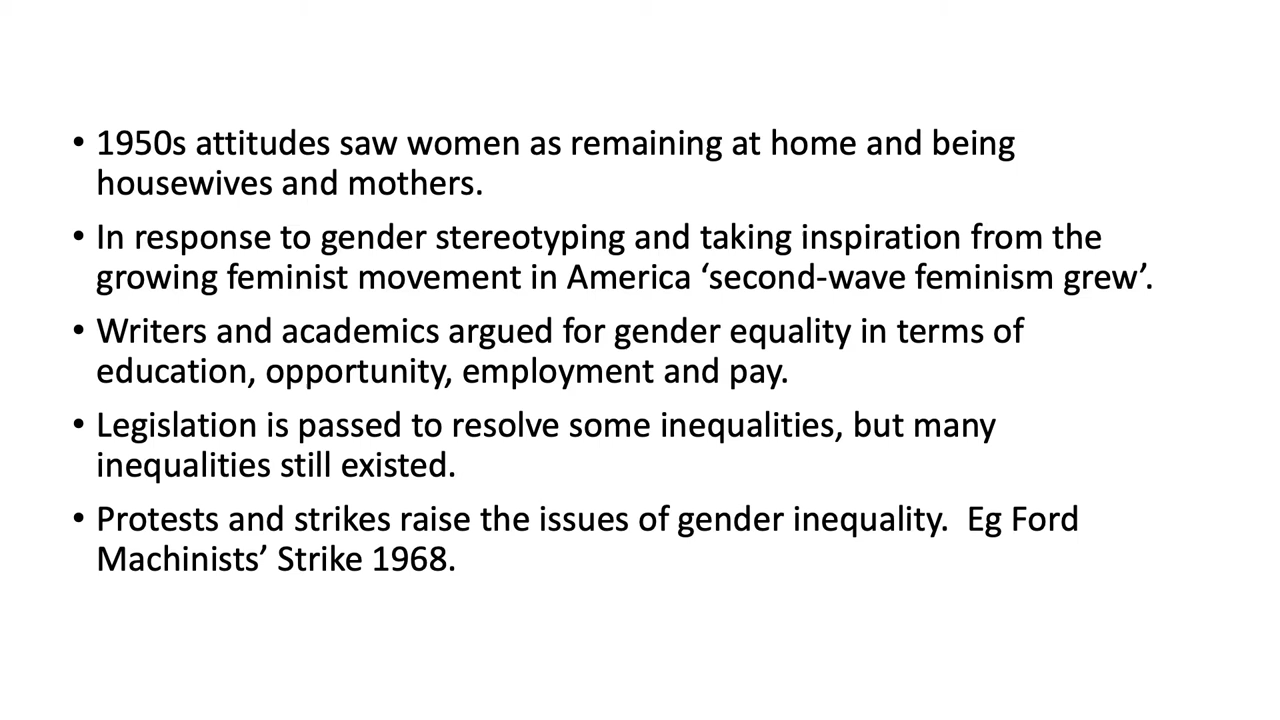 • 1950s attitudes saw women as remaining at home and being
housewives and mothers.
• In response to gender stereotyping and taking inspiration from the
growing feminist movement in America ‘second-wave feminism grew’.
• Writers and academics argued for gender equality in terms of
education, opportunity, employment and pay.
• Legislation is passed to resolve some inequalities, but many
inequalities still existed.
• Protests and strikes raise the issues of gender inequality.  Eg Ford
Machinists’ Strike 1968.